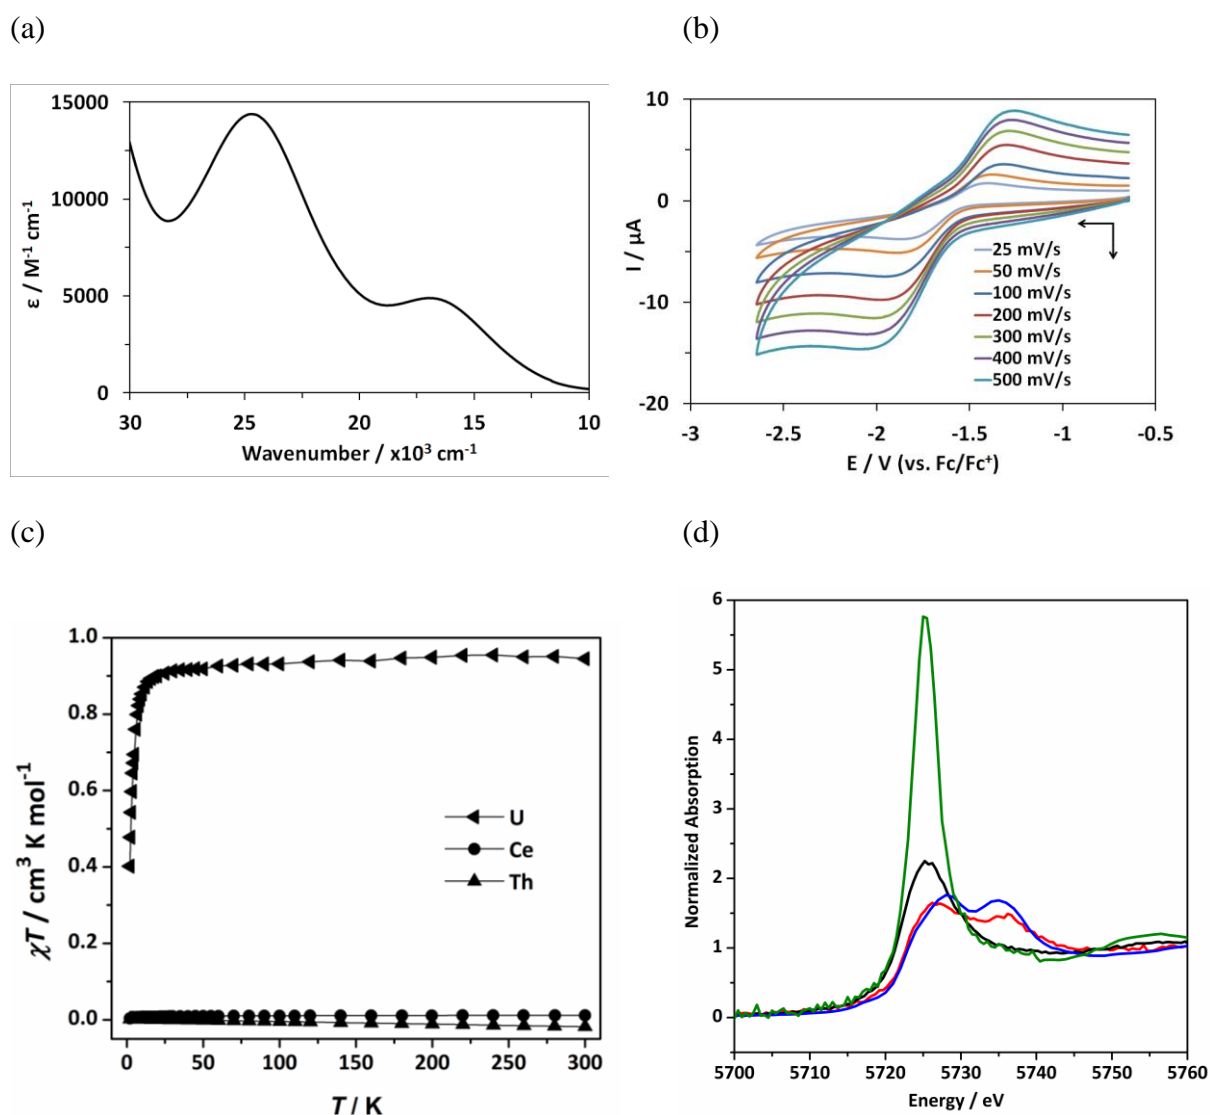 (a)
(b)
15000
10000
5000
0
30
25
20
15
10
ε / M⁻¹ cm⁻¹
Wavenumber / x10³ cm⁻¹
10
0
-10
-20
-3
-2.5
-2
-1.5
-1
-0.5
I / µA
E / V (vs. Fc/Fc⁺)
25 mV/s
50 mV/s
100 mV/s
200 mV/s
300 mV/s
400 mV/s
500 mV/s
(c)
(d)
1.0
0.8
0.6
0.4
0.2
0.0
0
50
100
150
200
250
300
χT / cm³ K mol⁻¹
T / K
U
Ce
Th
6
5
4
3
2
1
0
5700
5710
5720
5730
5740
5750
5760
Normalized Absorption
Energy / eV